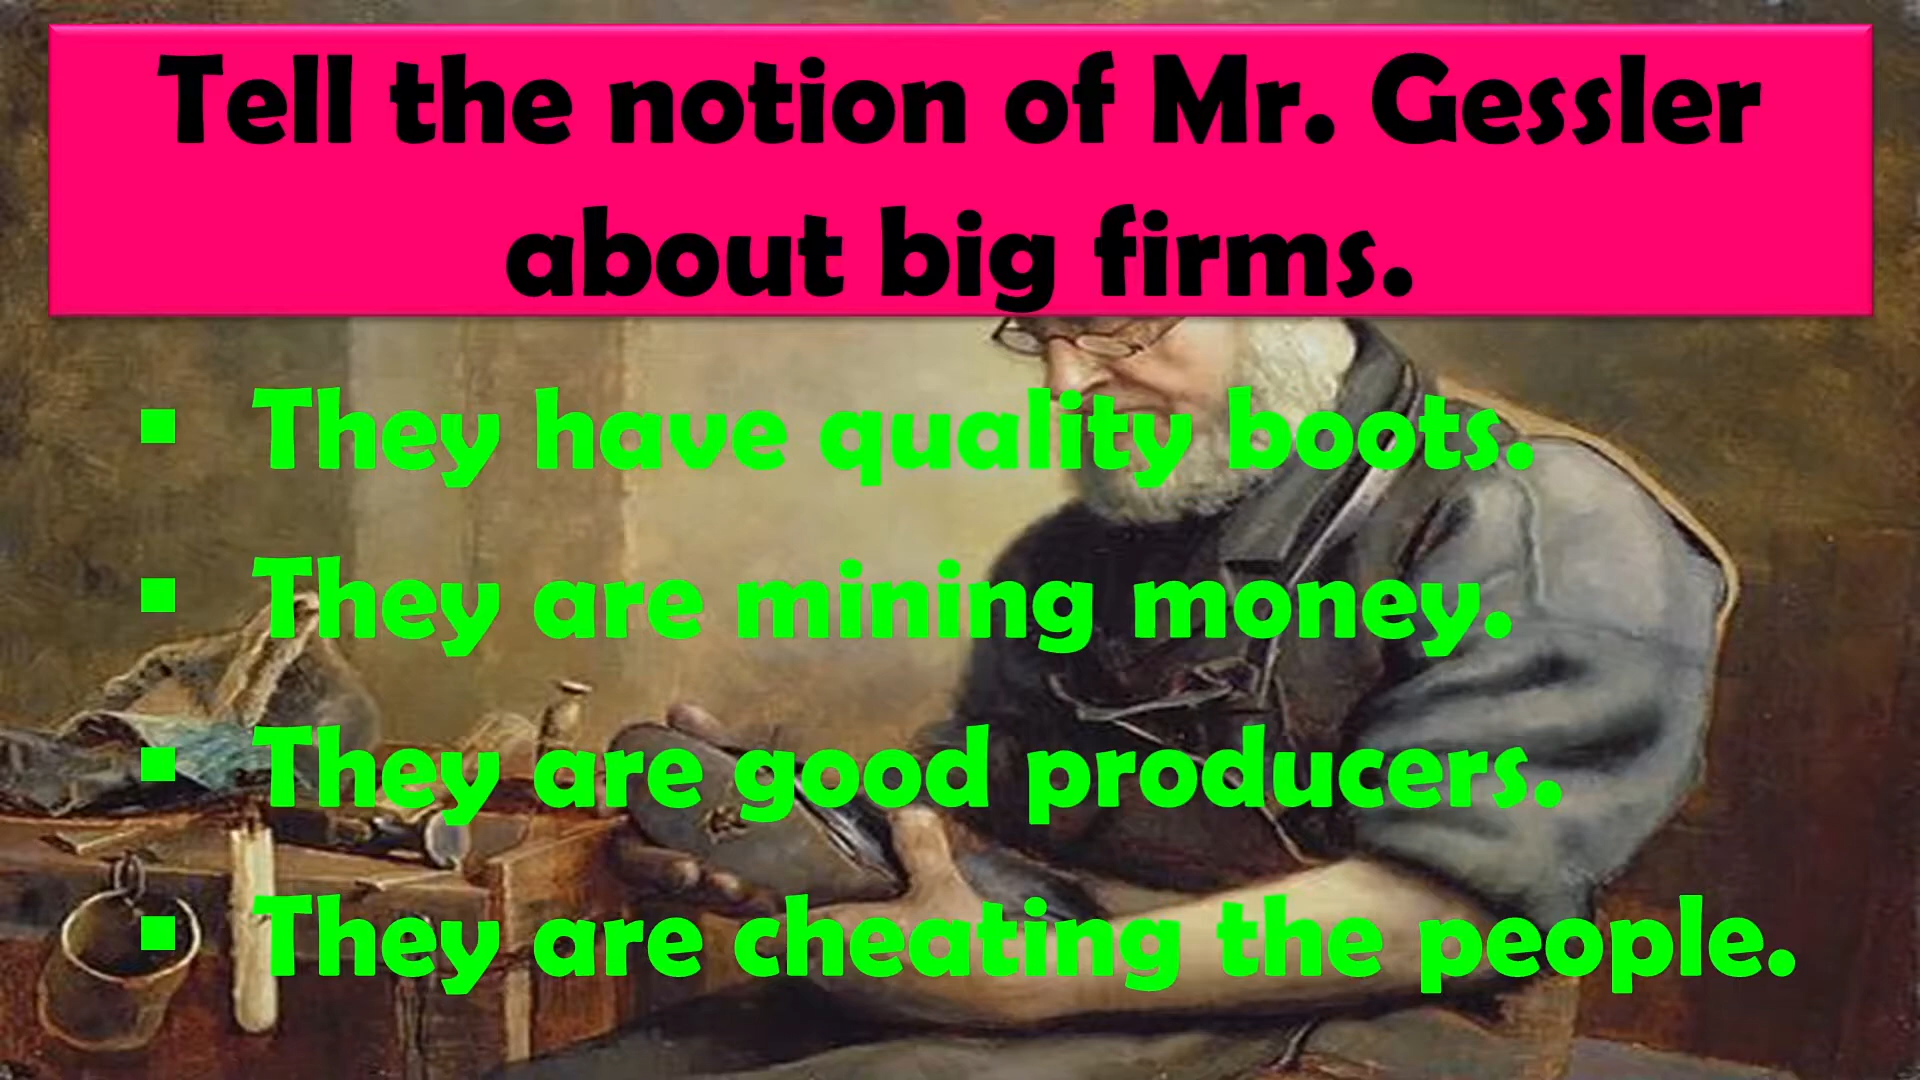 Tell the notion of Mr. Gessler
about big firms.
▪ They have quality boots.
▪ They are mining money.
▪ They are good producers.
▪ They are cheating the people.